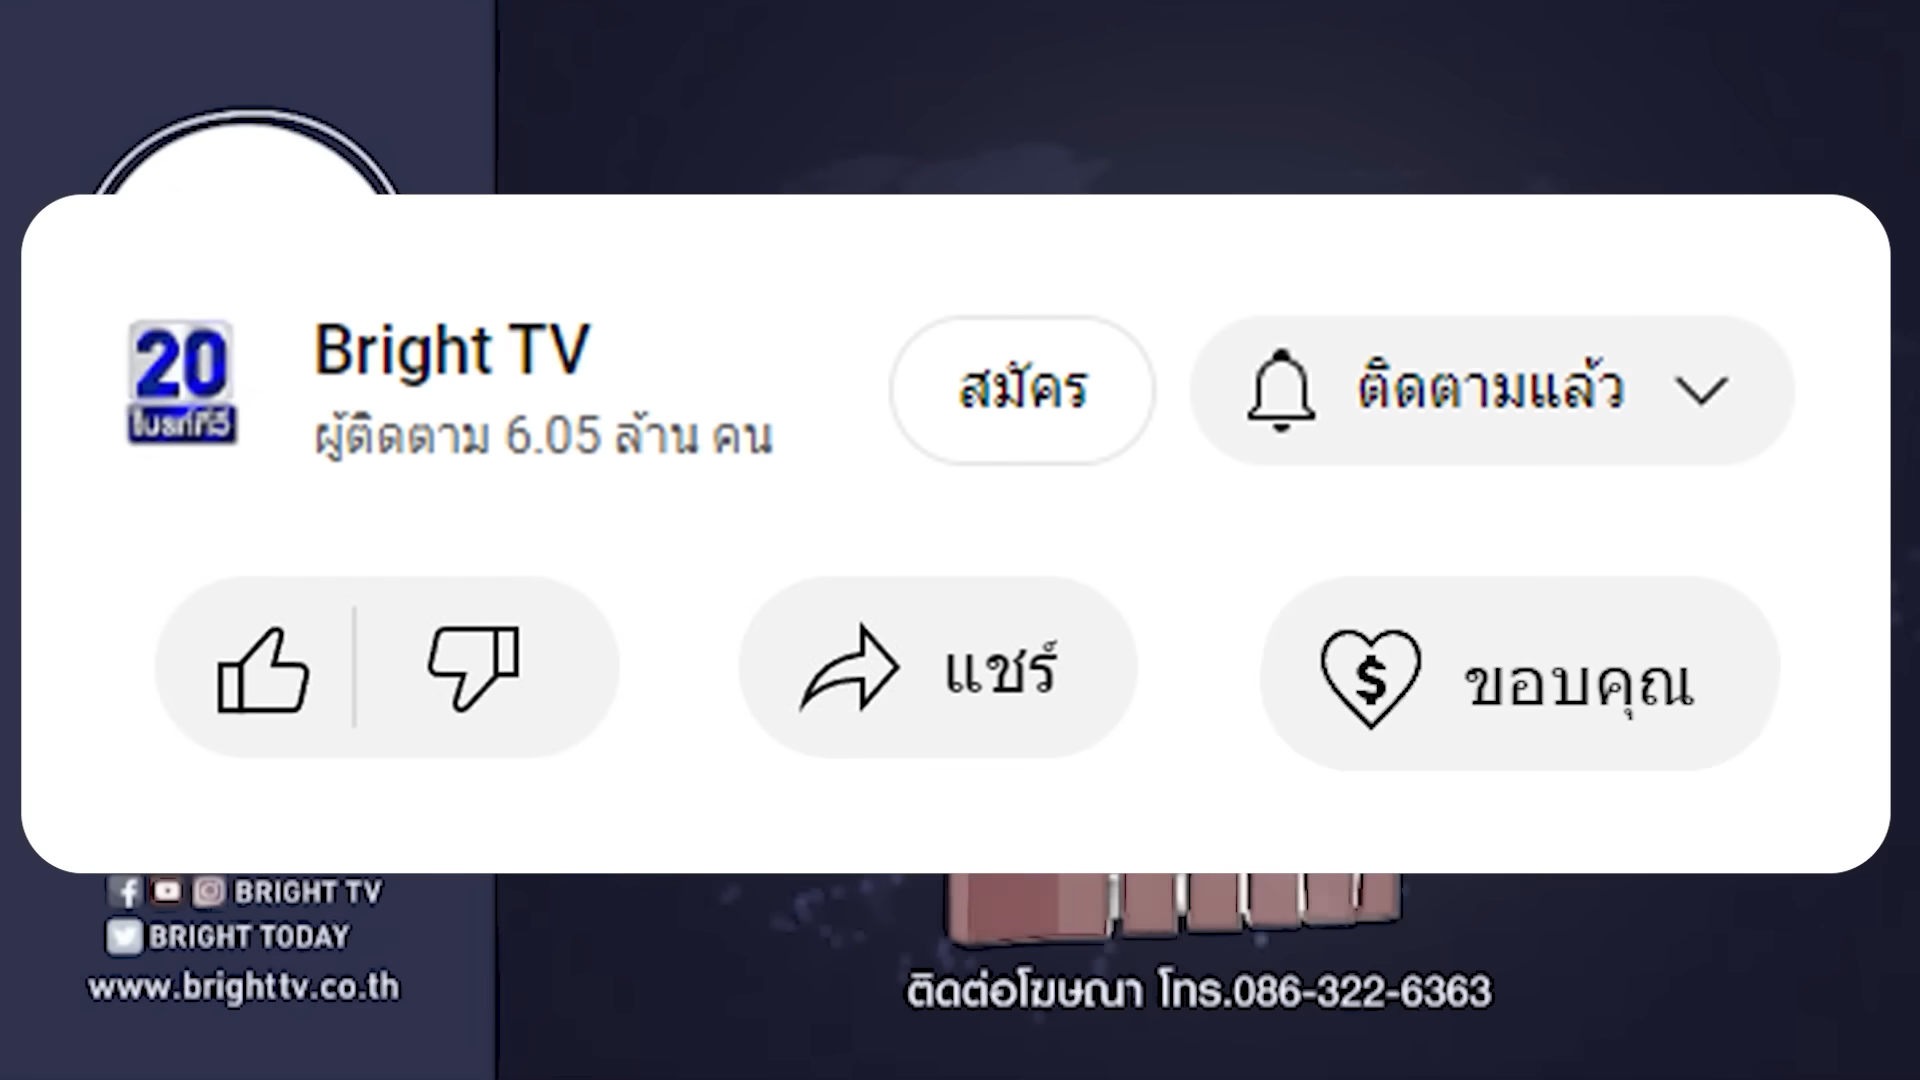 20
ไบรท์ทีวี
Bright TV
ผู้ติดตาม 6.05 ล้าน คน
สมัคร
ติดตามแล้ว
แชร์
$
ขอบคุณ
BRIGHT TV
BRIGHT TODAY
www.brighttv.co.th
ติดต่อโฆษณา โทร.086-322-6363